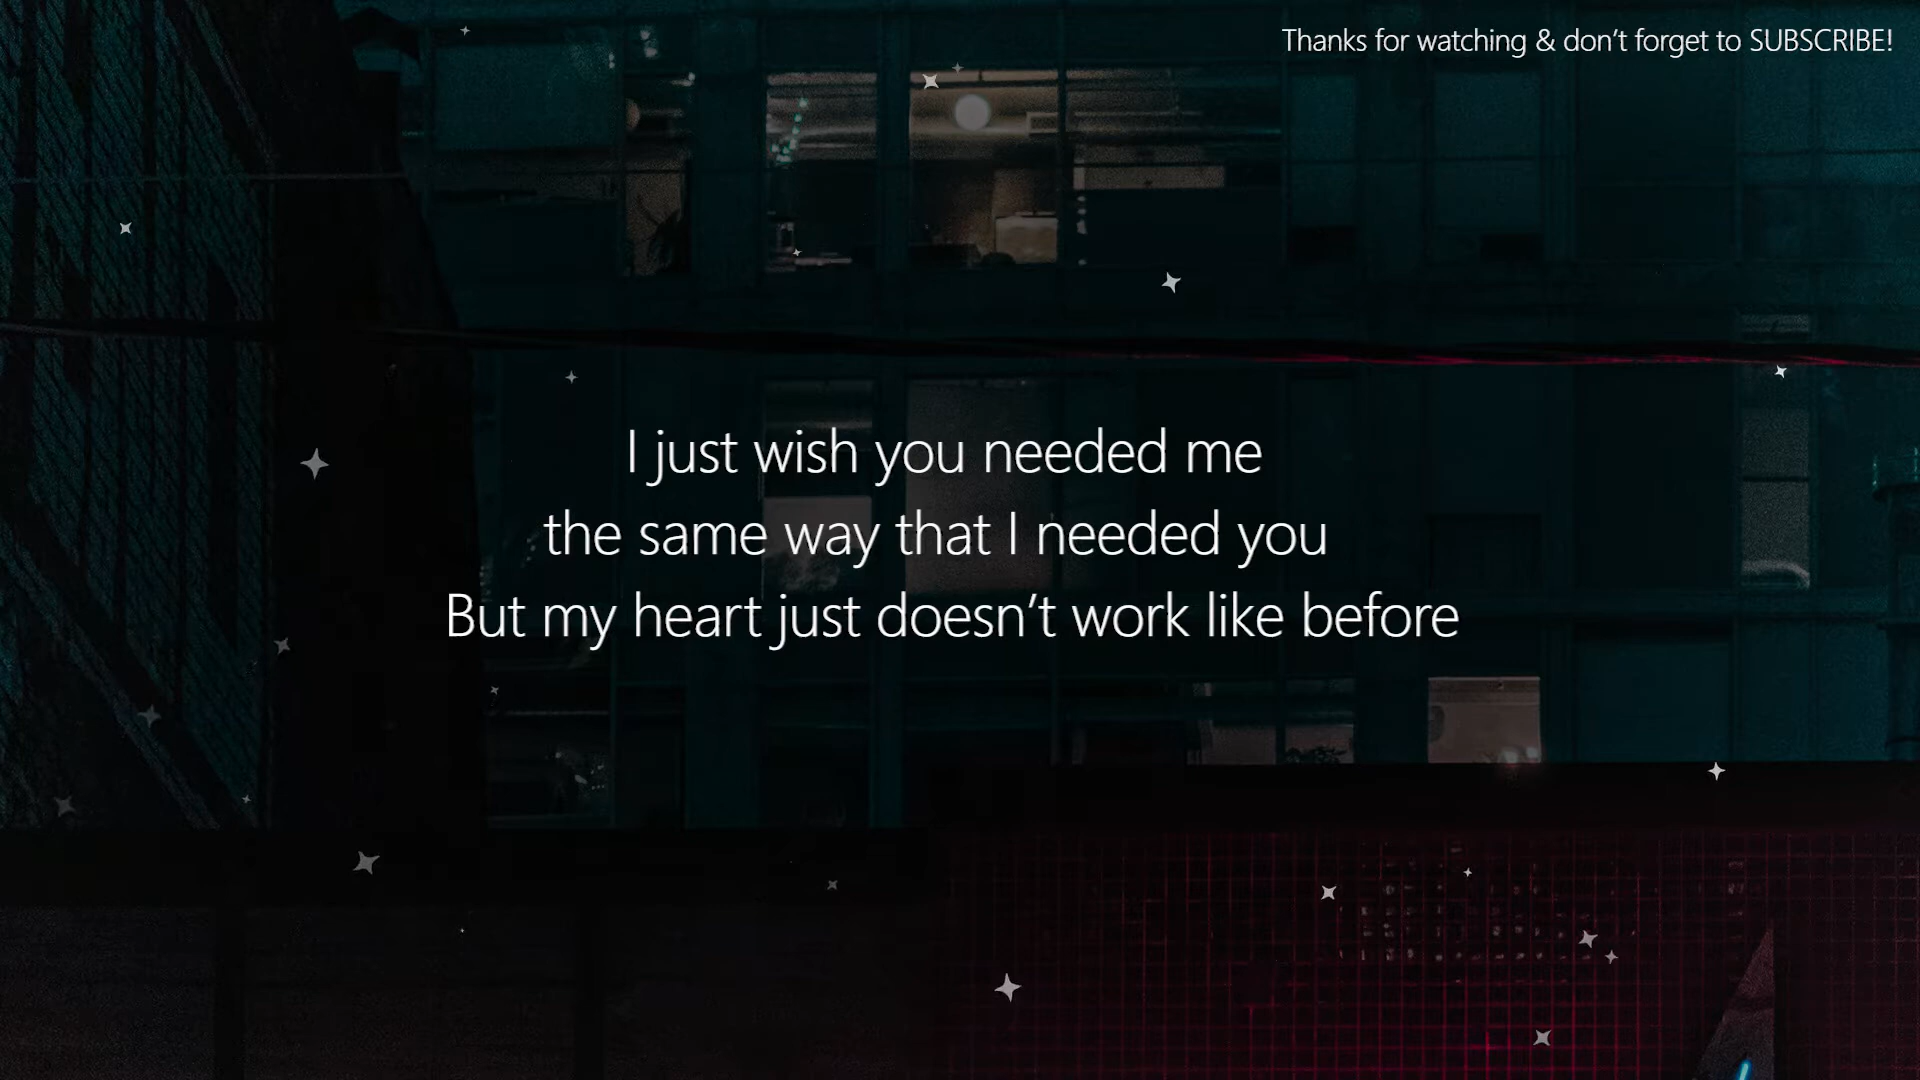 Thanks for watching & don’t forget to SUBSCRIBE!
I just wish you needed me
the same way that I needed you
But my heart just doesn’t work like before